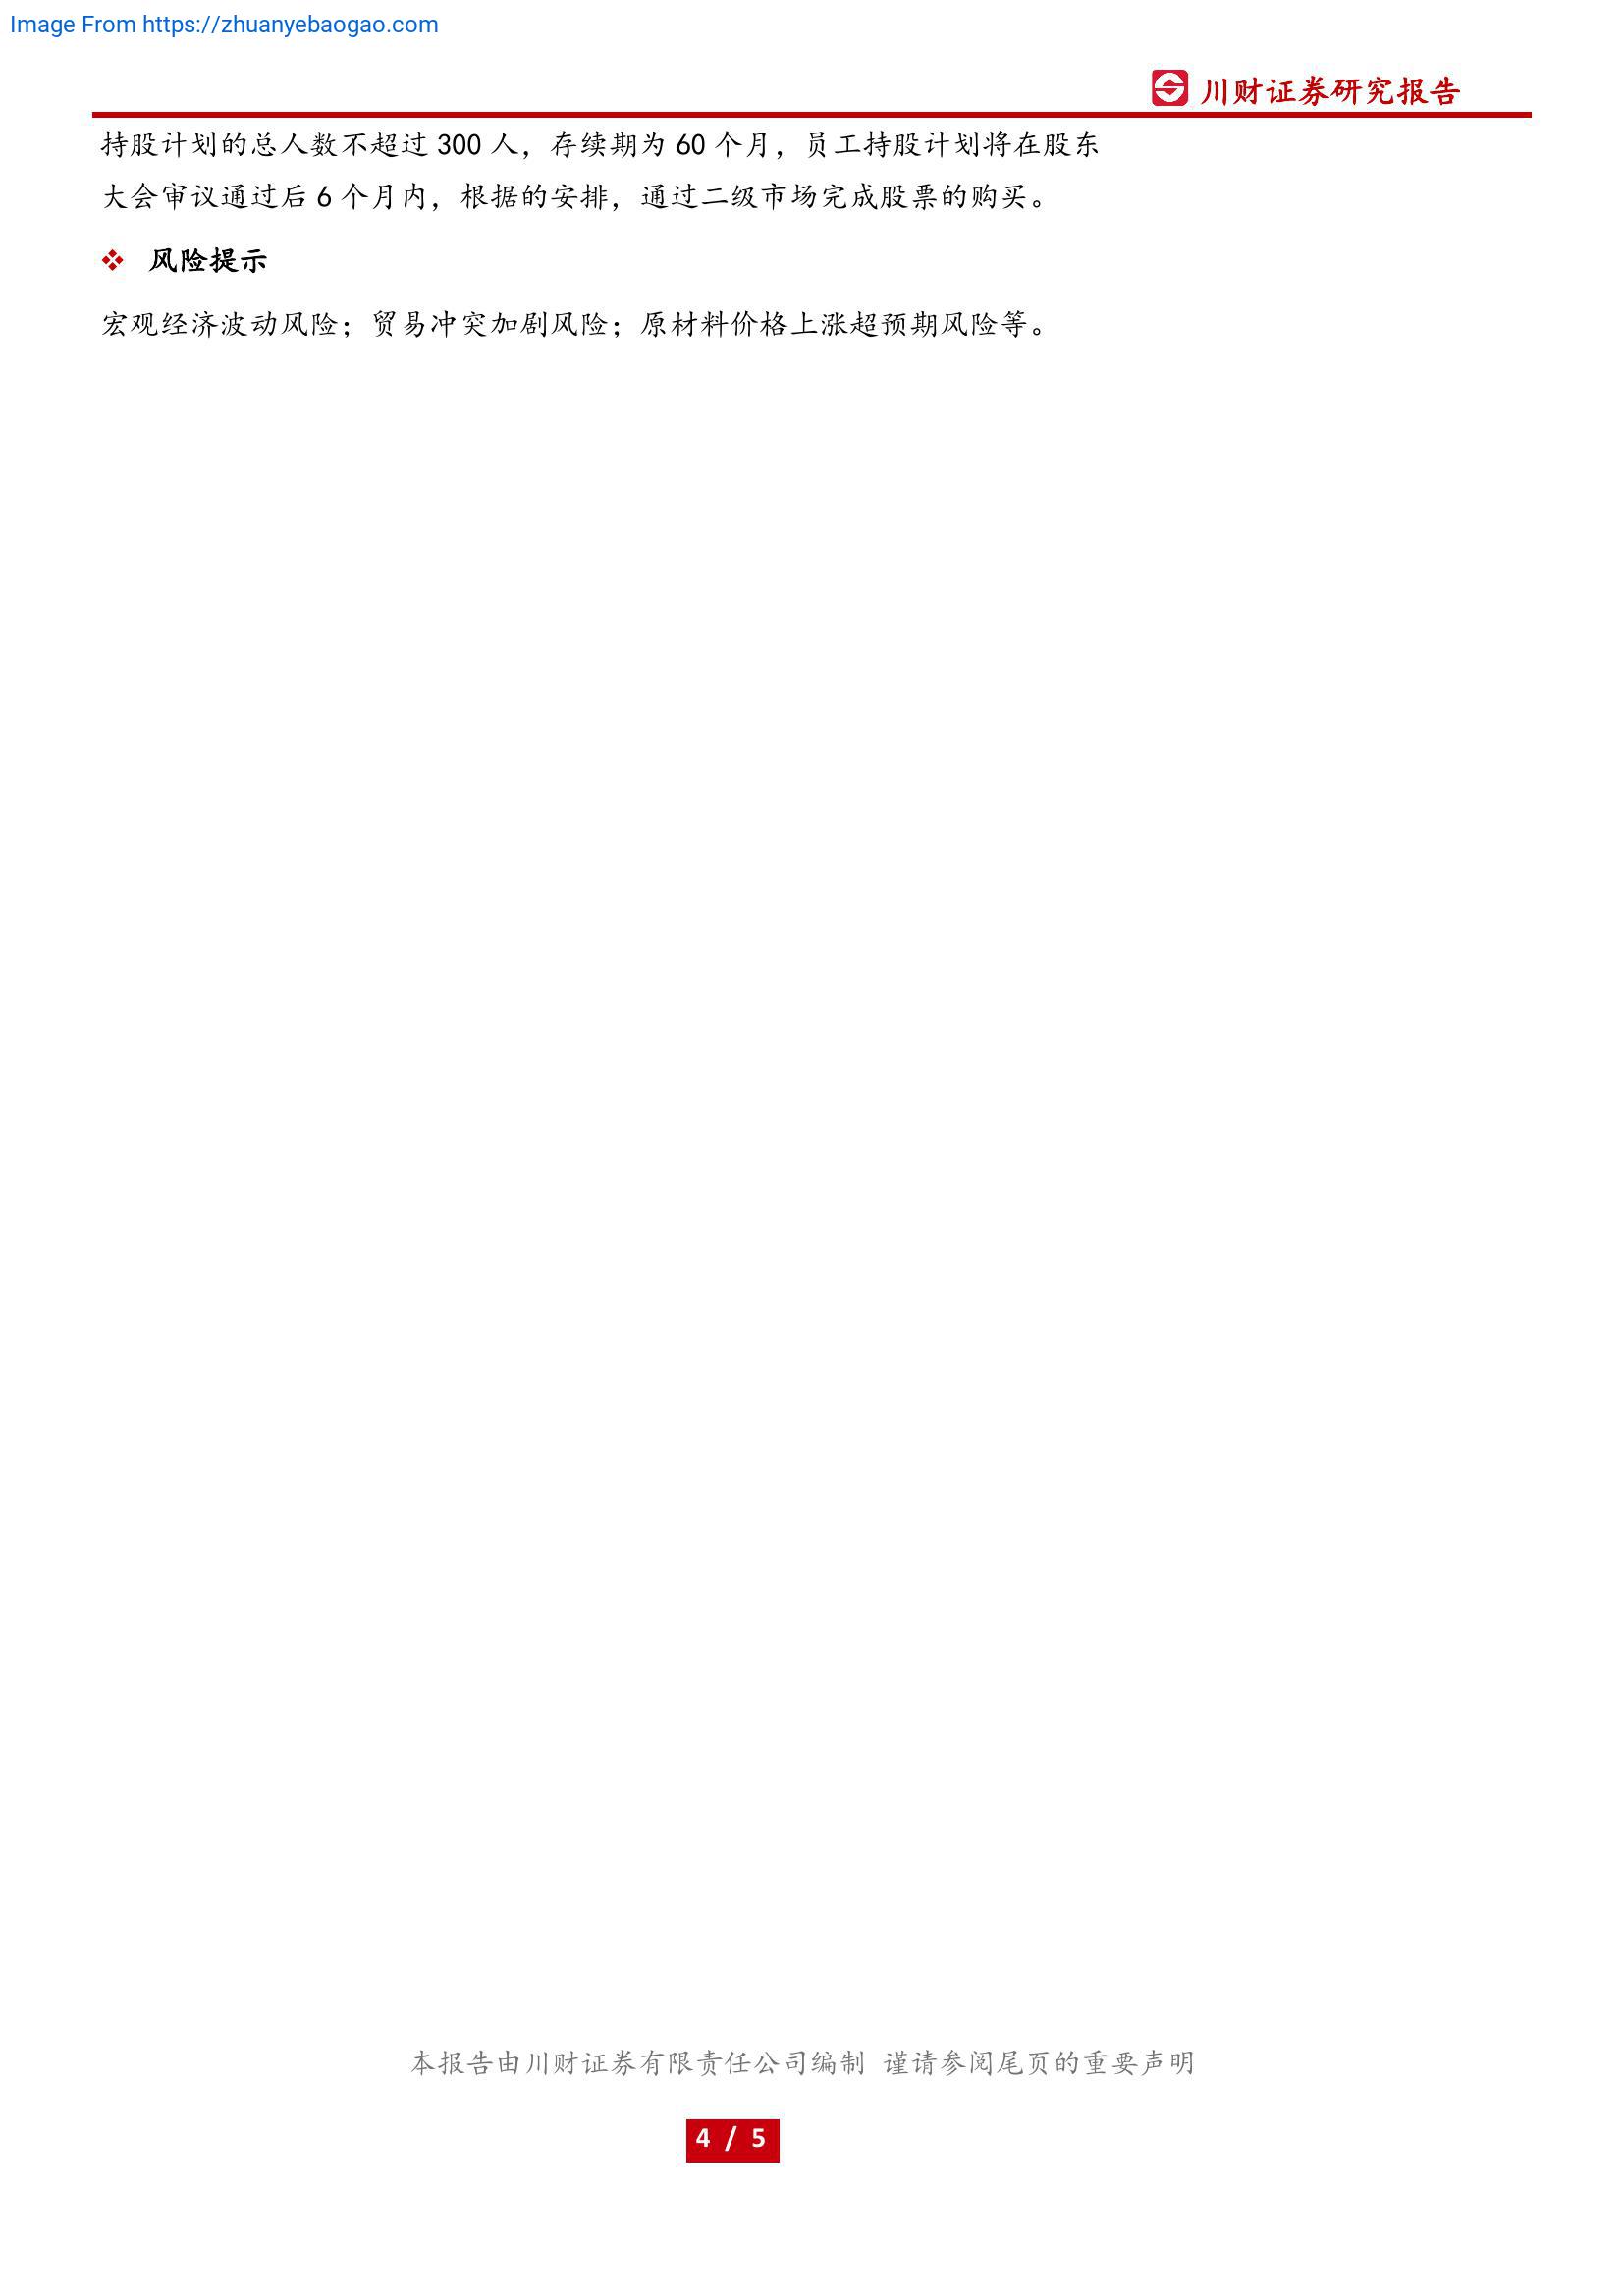 Image From https://zhuanyebaogao.com
川财证券研究报告
持股计划的总人数不超过 300 人，存续期为 60 个月，员工持股计划将在股东
大会审议通过后 6 个月内，根据的安排，通过二级市场完成股票的购买。
❖ 风险提示
宏观经济波动风险；贸易冲突加剧风险；原材料价格上涨超预期风险等。
本报告由川财证券有限责任公司编制 谨请参阅尾页的重要声明
4 / 5